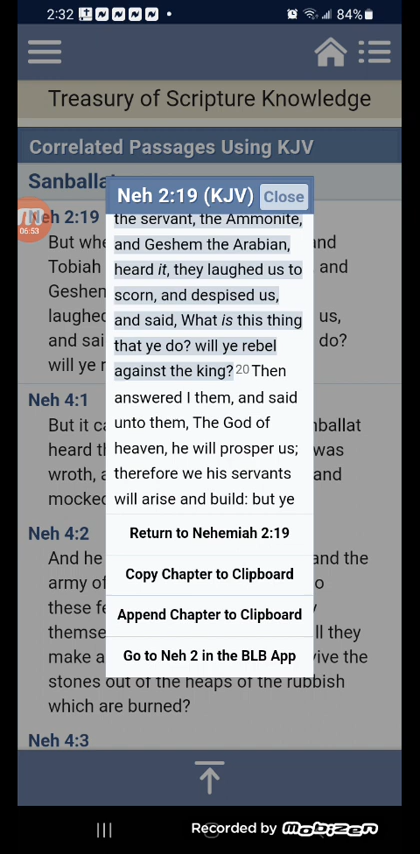 2:32
84%
Treasury of Scripture Knowledge
Correlated Passages Using KJV
Sanballat
Neh 2:19 (KJV) Close
the servant, the Ammonite,
and Geshem the Arabian,
heard it, they laughed us to
scorn, and despised us,
and said, What is this thing
that ye do? will ye rebel
against the king? 20 Then
answered I them, and said
unto them, The God of
heaven, he will prosper us;
therefore we his servants
will arise and build: but ye
Return to Nehemiah 2:19
Copy Chapter to Clipboard
Append Chapter to Clipboard
Go to Neh 2 in the BLB App
06:53
Neh 2:19
But whe
Tobiah and
Geshem
laughed us,
and sai do?
will ye r
Neh 4:1
But it ca
heard th was
wroth, a and
mocked
Neh 4:2
And he and the
army of
these fe
themse ll they
make a
stones out of the heaps of the rubbish
which are burned?
Neh 4:3
Recorded by Mobizen